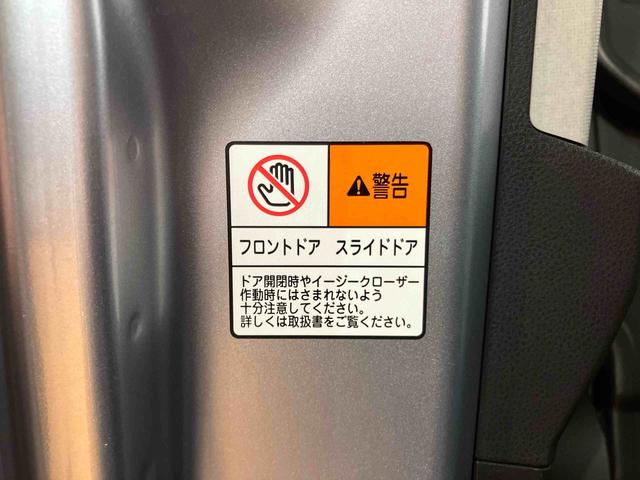 警告
フロントドア スライドドア
ドア開閉時やイージークローザー
作動時にはさまれないよう
十分注意してください。
詳しくは取扱書をご覧ください。